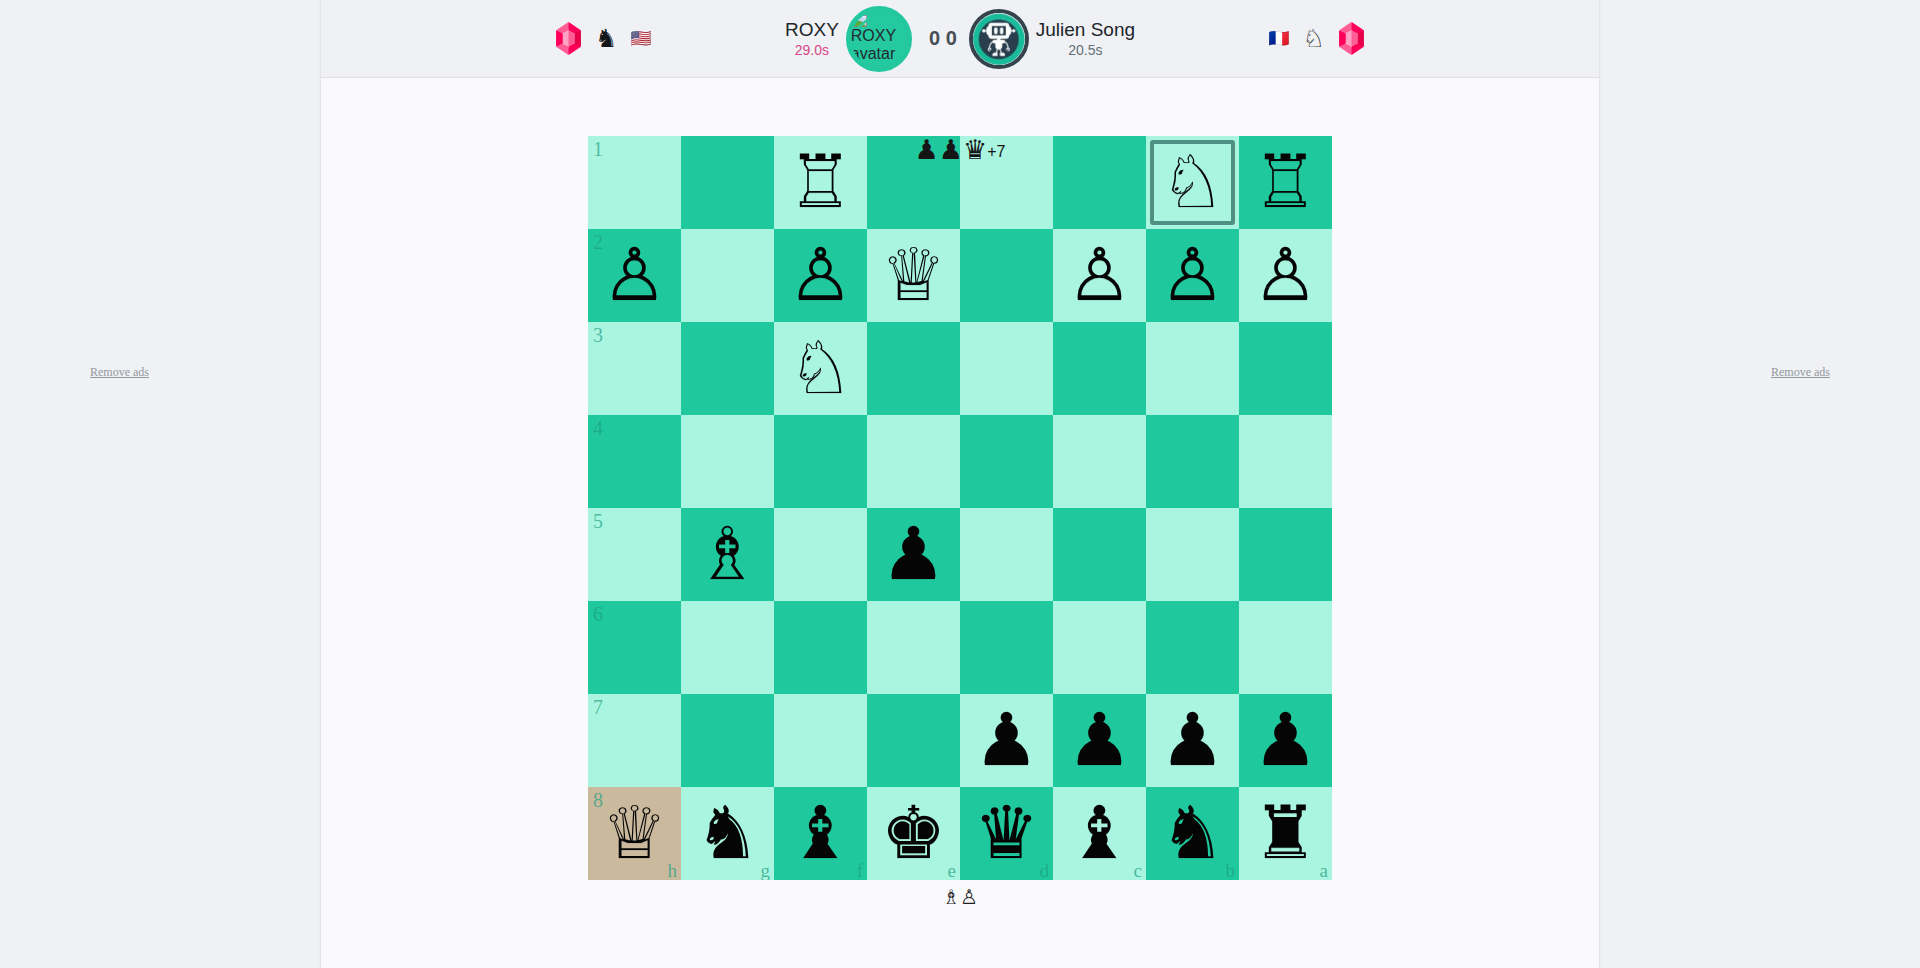 ROXY
29.0s
ROXY
avatar
0 0
Julien Song
20.5s
1
+7
2
3
Remove ads
Remove ads
4
5
6
7
8
h g f e d c b a